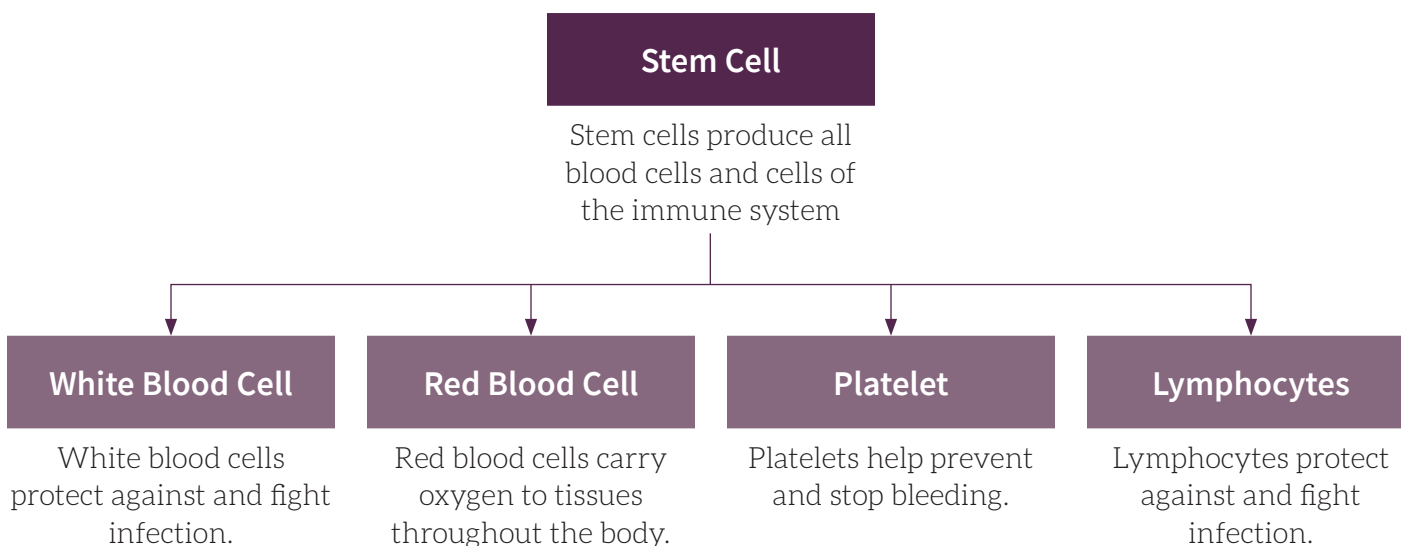 Stem Cell
Stem cells produce all
blood cells and cells of
the immune system
White Blood Cell
White blood cells
protect against and fight
infection.
Red Blood Cell
Red blood cells carry
oxygen to tissues
throughout the body.
Platelet
Platelets help prevent
and stop bleeding.
Lymphocytes
Lymphocytes protect
against and fight
infection.